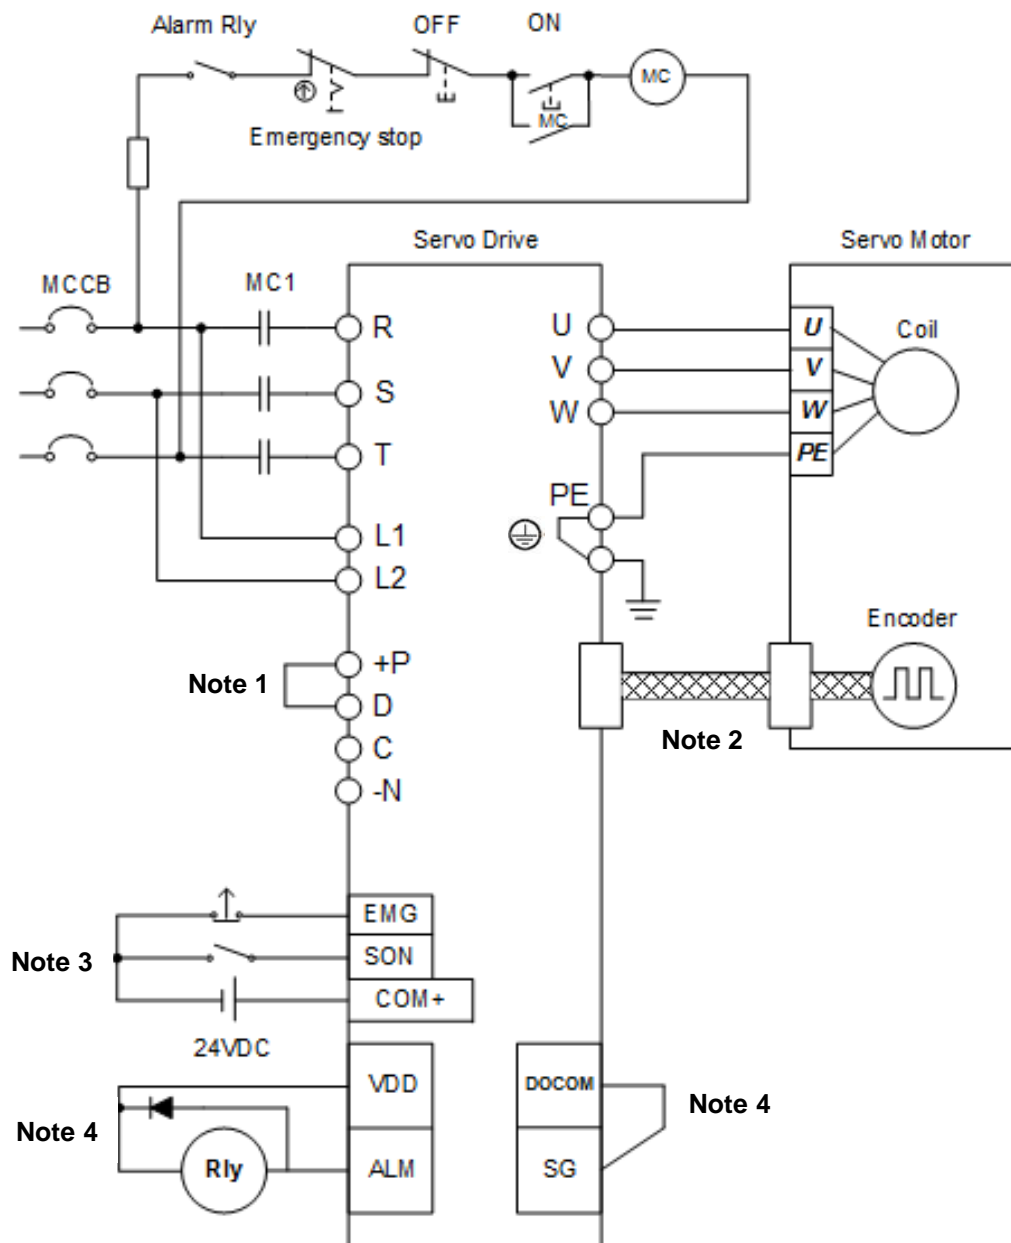 Alarm Rly
OFF
ON
MC
MC
Emergency stop
Servo Drive
Servo Motor
MCCB
MC1
R
U
U
Coil
V
V
S
W
W
T
PE
PE
L1
L2
Encoder
+P
Note 1
D
Note 2
C
-N
EMG
Note 3
SON
COM+
24VDC
VDD
DOCOM
Note 4
Note 4
Rly
ALM
SG